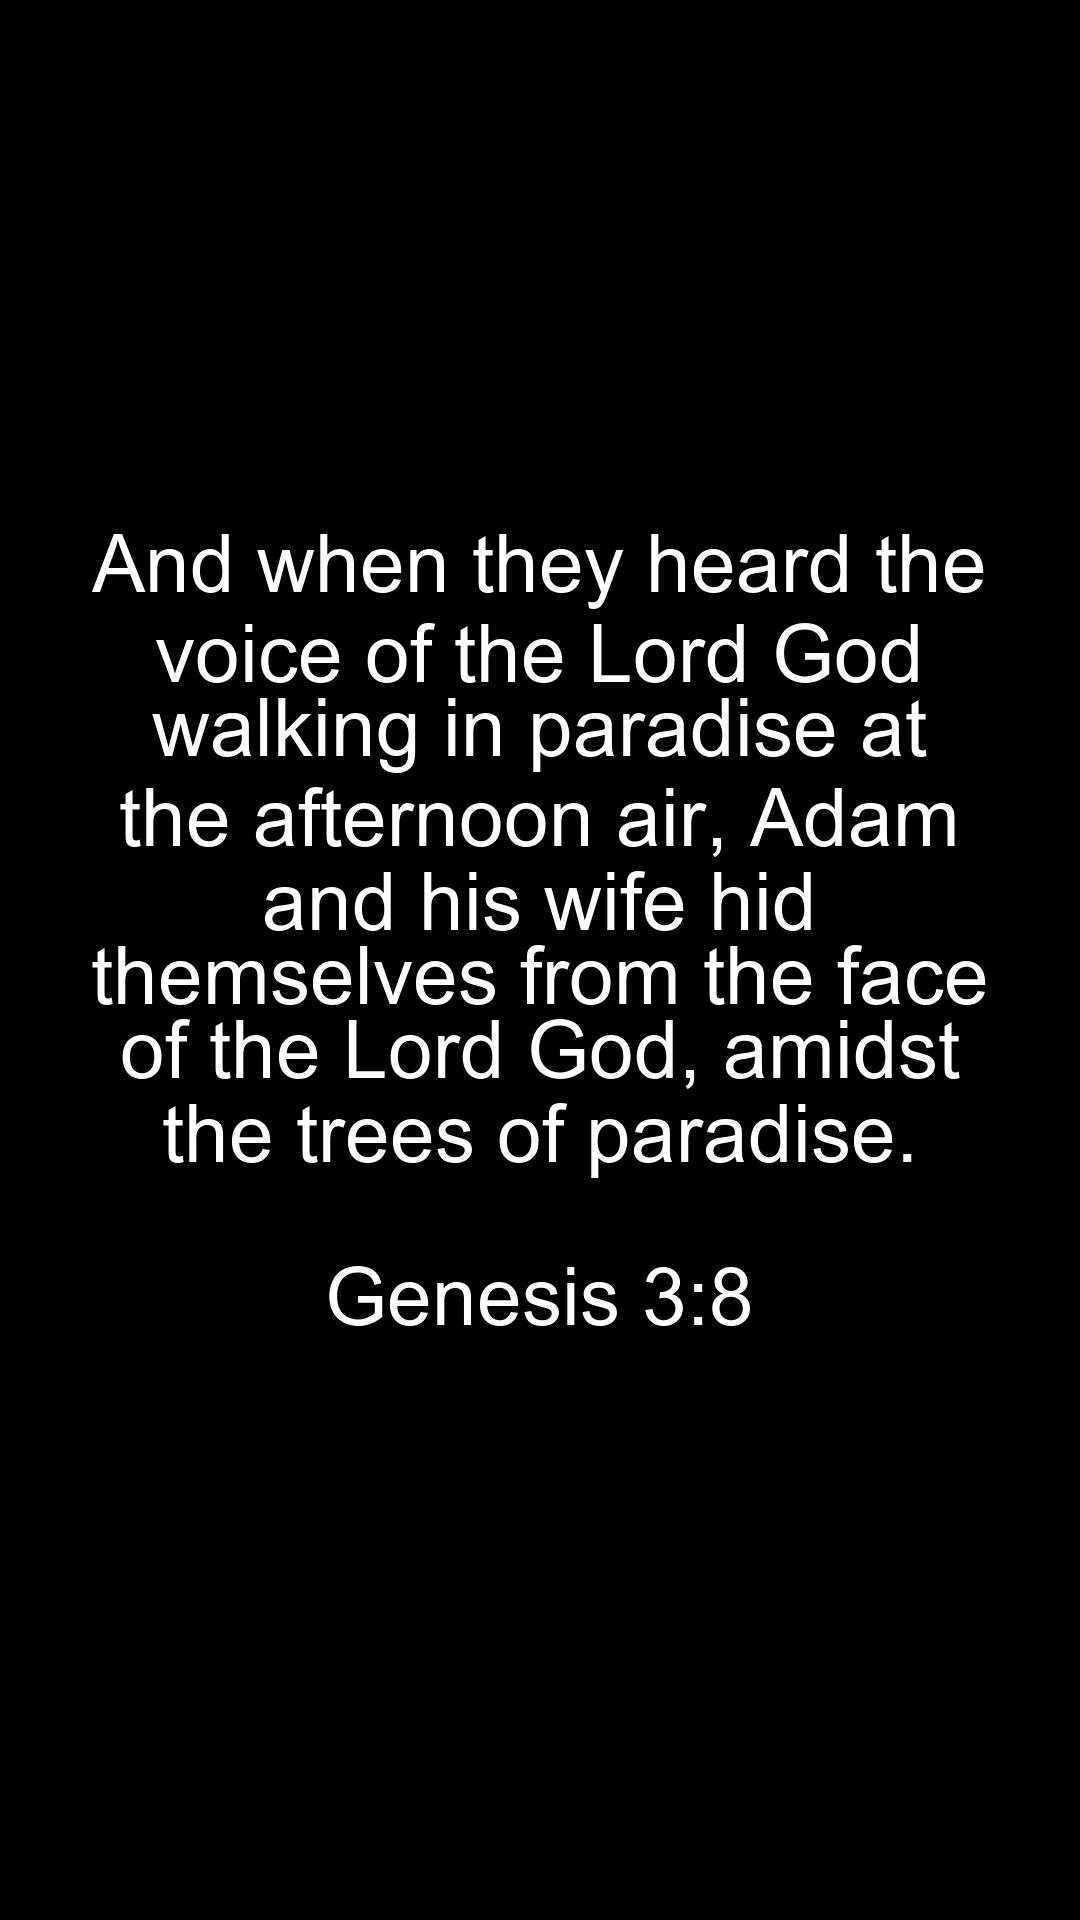 And when they heard the
voice of the Lord God
walking in paradise at
the afternoon air, Adam
and his wife hid
themselves from the face
of the Lord God, amidst
the trees of paradise.
Genesis 3:8